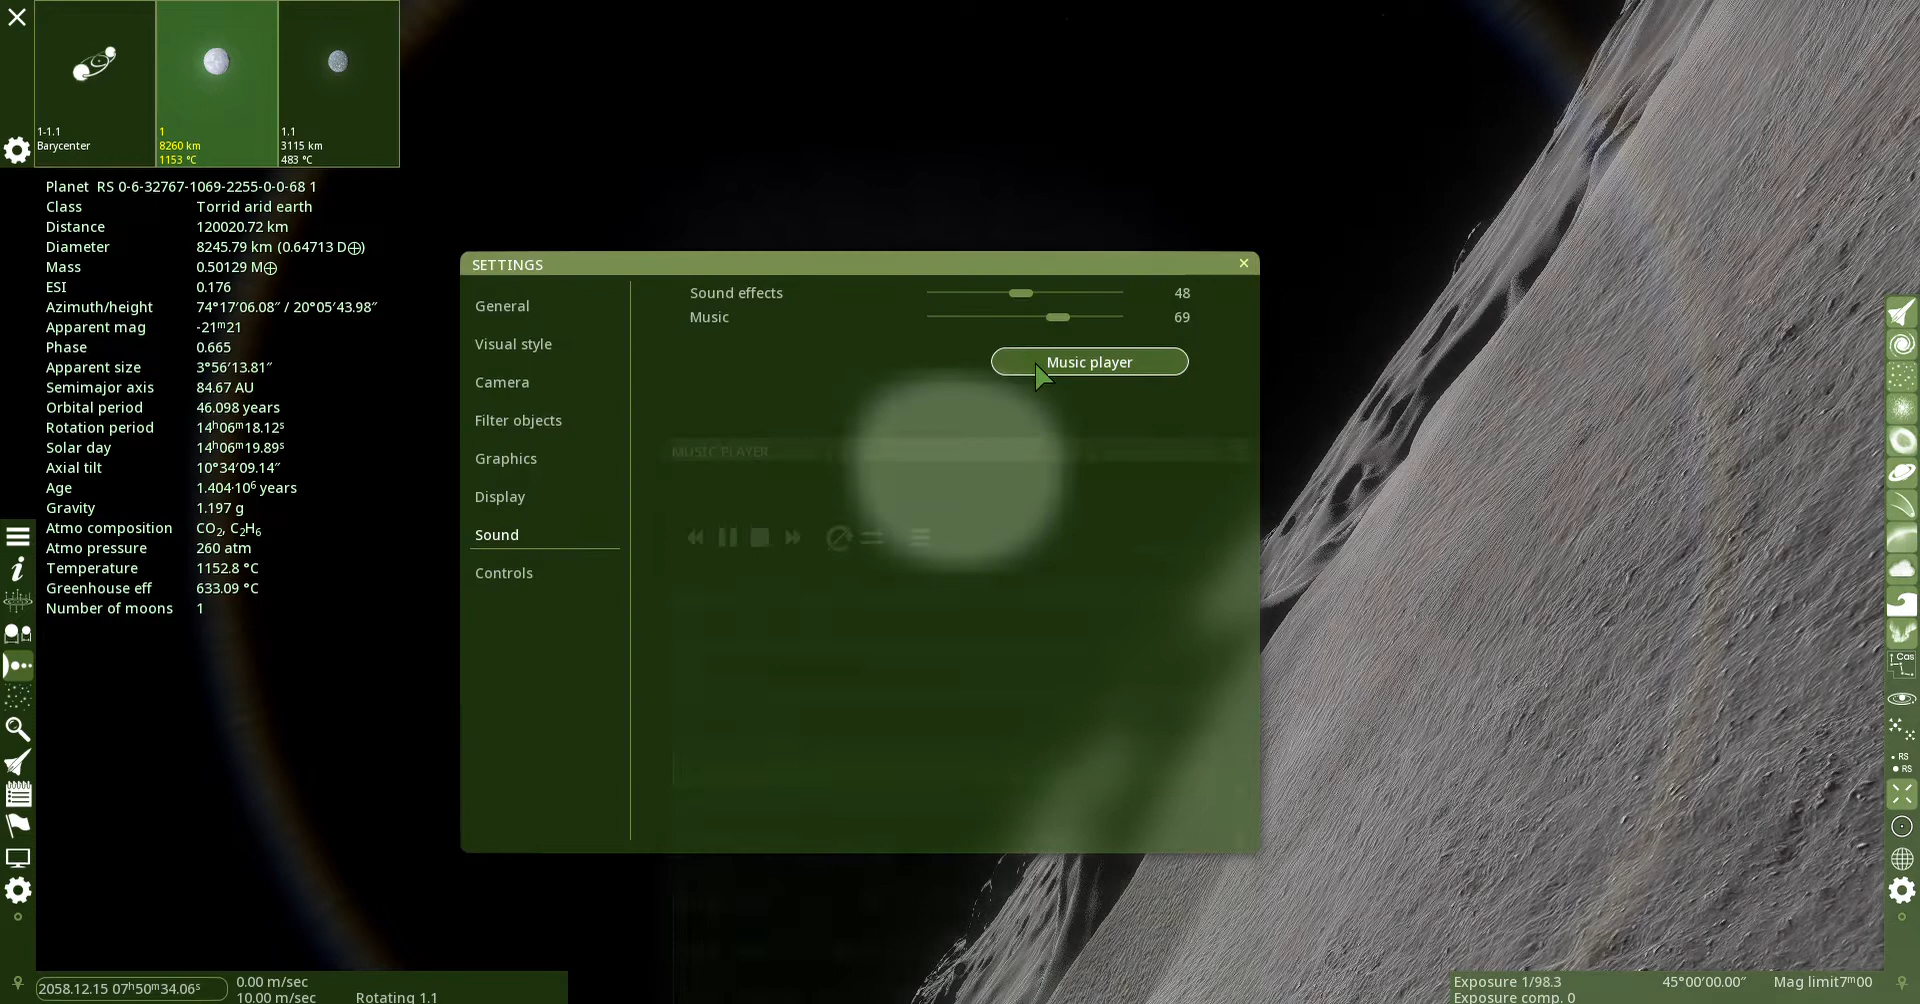 1-1.1
Barycenter
1
8260 km
1153 °C
1.1
3115 km
483 °C
Planet RS 0-6-32767-1069-2255-0-0-68 1
Class Torrid arid earth
Distance 120020.72 km
Diameter 8245.79 km (0.64713 D⊕)
Mass 0.50129 M⊕
ESI 0.176
Azimuth/height 74°17′06.08″ / 20°05′43.98″
Apparent mag -21ᵐ21
Phase 0.665
Apparent size 3°56′13.81″
Semimajor axis 84.67 AU
Orbital period 46.098 years
Rotation period 14ʰ06ᵐ18.12ˢ
Solar day 14ʰ06ᵐ19.89ˢ
Axial tilt 10°34′09.14″
Age 1.404·10⁶ years
Gravity 1.197 g
Atmo composition CO₂, C₂H₆
Atmo pressure 260 atm
Temperature 1152.8 °C
Greenhouse eff 633.09 °C
Number of moons 1
SETTINGS
General
Visual style
Camera
Filter objects
Graphics
Display
Sound
Controls
Sound effects 48
Music 69
Music player
MUSIC PLAYER
Cas
RS
RS
2058.12.15 07ʰ50ᵐ34.06ˢ
0.00 m/sec
10.00 m/sec Rotating 1.1
Exposure 1/98.3 45°00′00.00″ Mag limit7ᵐ00
Exposure comp. 0